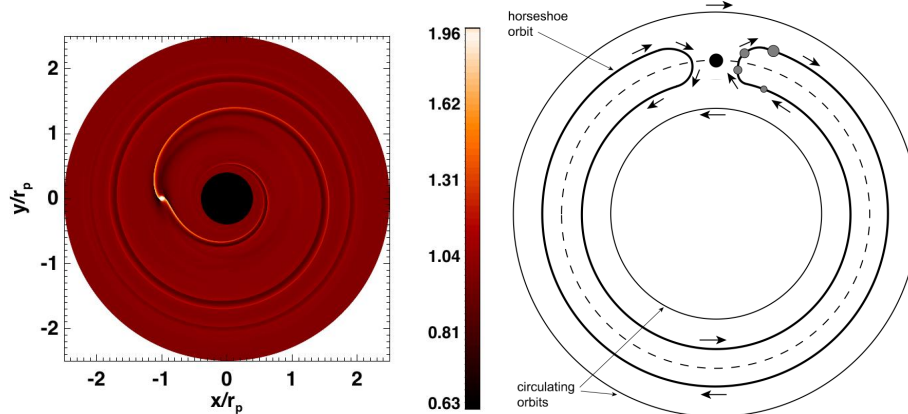 2
1
0
-1
-2
y/rₚ
-2
-1
0
1
2
x/rₚ
1.96
1.62
1.31
1.04
0.81
0.63
horseshoe
orbit
circulating
orbits